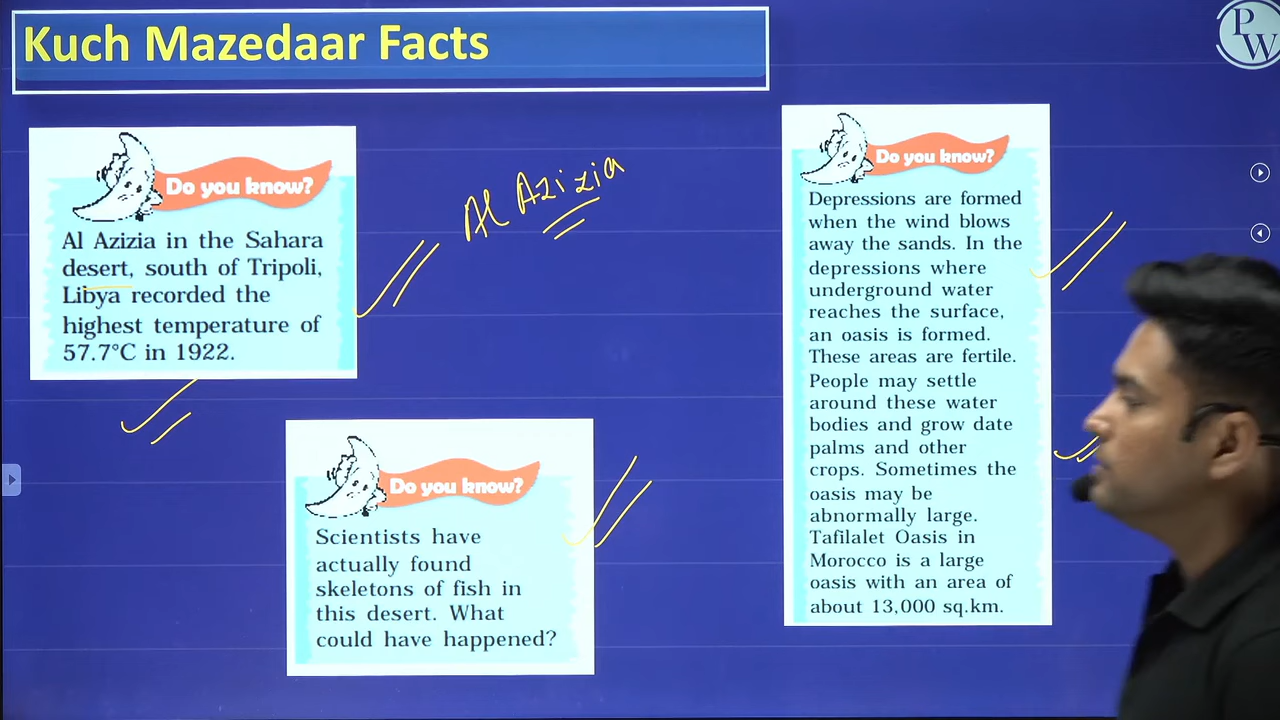 Kuch Mazedaar Facts
PW
Do you know?
Al Azizia in the Sahara
desert, south of Tripoli,
Libya recorded the
highest temperature of
57.7°C in 1922.
Al Azizia
Do you know?
Scientists have
actually found
skeletons of fish in
this desert. What
could have happened?
Do you know?
Depressions are formed
when the wind blows
away the sands. In the
depressions where
underground water
reaches the surface,
an oasis is formed.
These areas are fertile.
People may settle
around these water
bodies and grow date
palms and other
crops. Sometimes the
oasis may be
abnormally large.
Tafilalet Oasis in
Morocco is a large
oasis with an area of
about 13,000 sq.km.